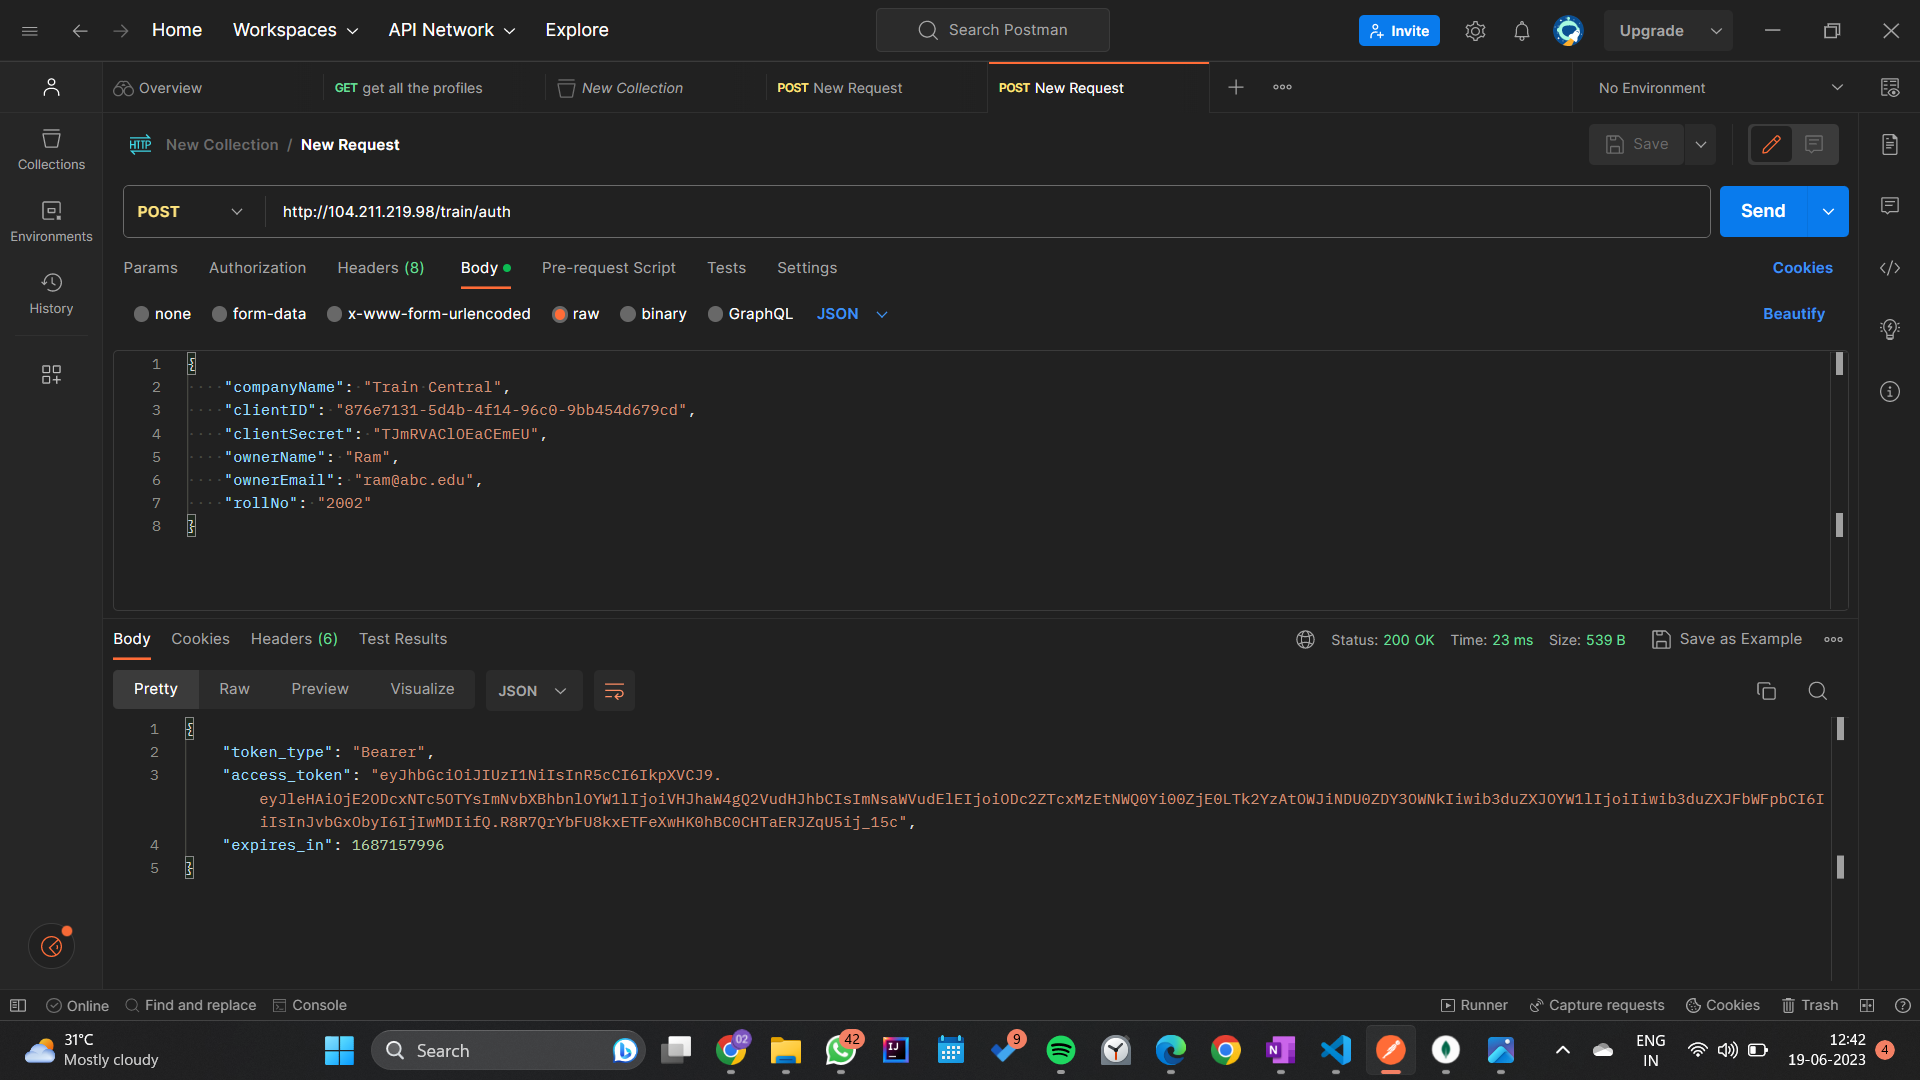 Home Workspaces API Network Explore Search Postman Invite Upgrade
Overview GET get all the profiles New Collection POST New Request POST New Request No Environment
HTTP New Collection / New Request Save
Collections
Environments
History
POST http://104.211.219.98/train/auth Send
Params Authorization Headers (8) Body Pre-request Script Tests Settings Cookies
none form-data x-www-form-urlencoded raw binary GraphQL JSON Beautify
1 {
2 "companyName": "Train Central",
3 "clientID": "876e7131-5d4b-4f14-96c0-9bb454d679cd",
4 "clientSecret": "TJmRVAClOEaCEmEU",
5 "ownerName": "Ram",
6 "ownerEmail": "ram@abc.edu",
7 "rollNo": "2002"
8 }
Body Cookies Headers (6) Test Results Status: 200 OK Time: 23 ms Size: 539 B Save as Example
Pretty Raw Preview Visualize JSON
1 {
2 "token_type": "Bearer",
3 "access_token": "eyJhbGciOiJIUzI1NiIsInR5cCI6IkpXVCJ9.
eyJleHAiOjE2ODcxNTc5OTYsImNvbXBhbnlOYW1lIjoiVHJhaW4gQ2VudHJhbCIsImNsaWVudElEIjoiODc2ZTcxMzEtNWQ0Yi00ZjE0LTk2YzAtOWJiNDU0ZDY3OWNkIiwib3duZXJOYW1lIjoiIiwib3duZXJFbWFpbCI6I
iIsInJvbGxObyI6IjIwMDIifQ.R8R7QrYbFU8kxETFeXwHK0hBC0CHTaERJZqU5ij_15c",
4 "expires_in": 1687157996
5 }
Online Find and replace Console Runner Capture requests Cookies Trash
31°C
Mostly cloudy
Search 02 42 IJ 9 N ENG
IN
12:42
19-06-2023 4